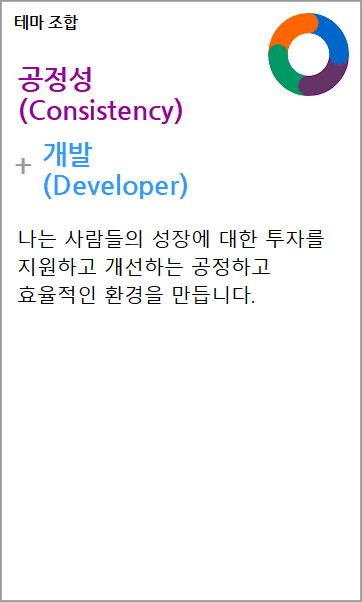 테마 조합
공정성
(Consistency)
+ 개발
(Developer)
나는 사람들의 성장에 대한 투자를
지원하고 개선하는 공정하고
효율적인 환경을 만듭니다.